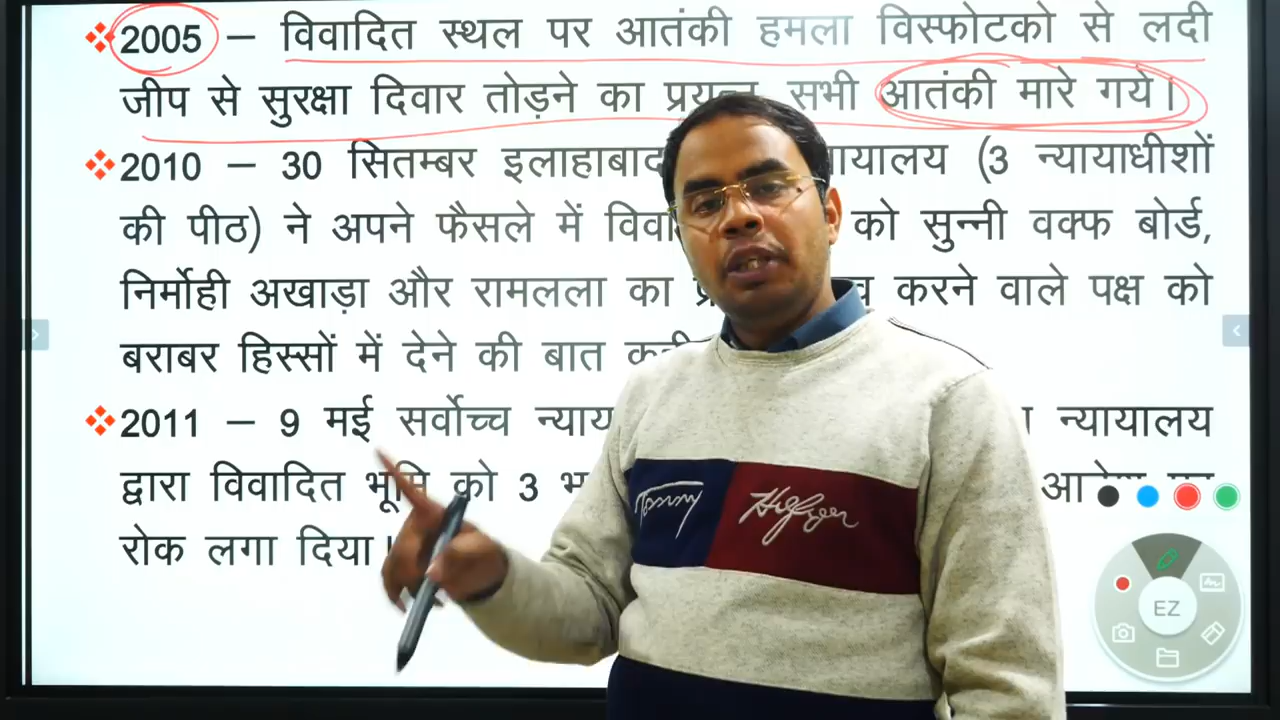 2005 – विवादित स्थल पर आतंकी हमला विस्फोटको से लदी
जीप से सुरक्षा दिवार तोड़ने का प्रयत्न, सभी आतंकी मारे गये।
2010 – 30 सितम्बर इलाहाबाद (3 न्यायाधीशों
की पीठ) ने अपने फैसले में को सुन्नी वक्फ बोर्ड,
निर्मोही अखाड़ा और रामलला का करने वाले पक्ष को
बराबर हिस्सों में देने की बात
2011 – 9 मई सर्वोच्च न्यायालय
द्वारा विवादित भूमि को 3
रोक लगा दिया।
Tommy Hilfiger
EZ